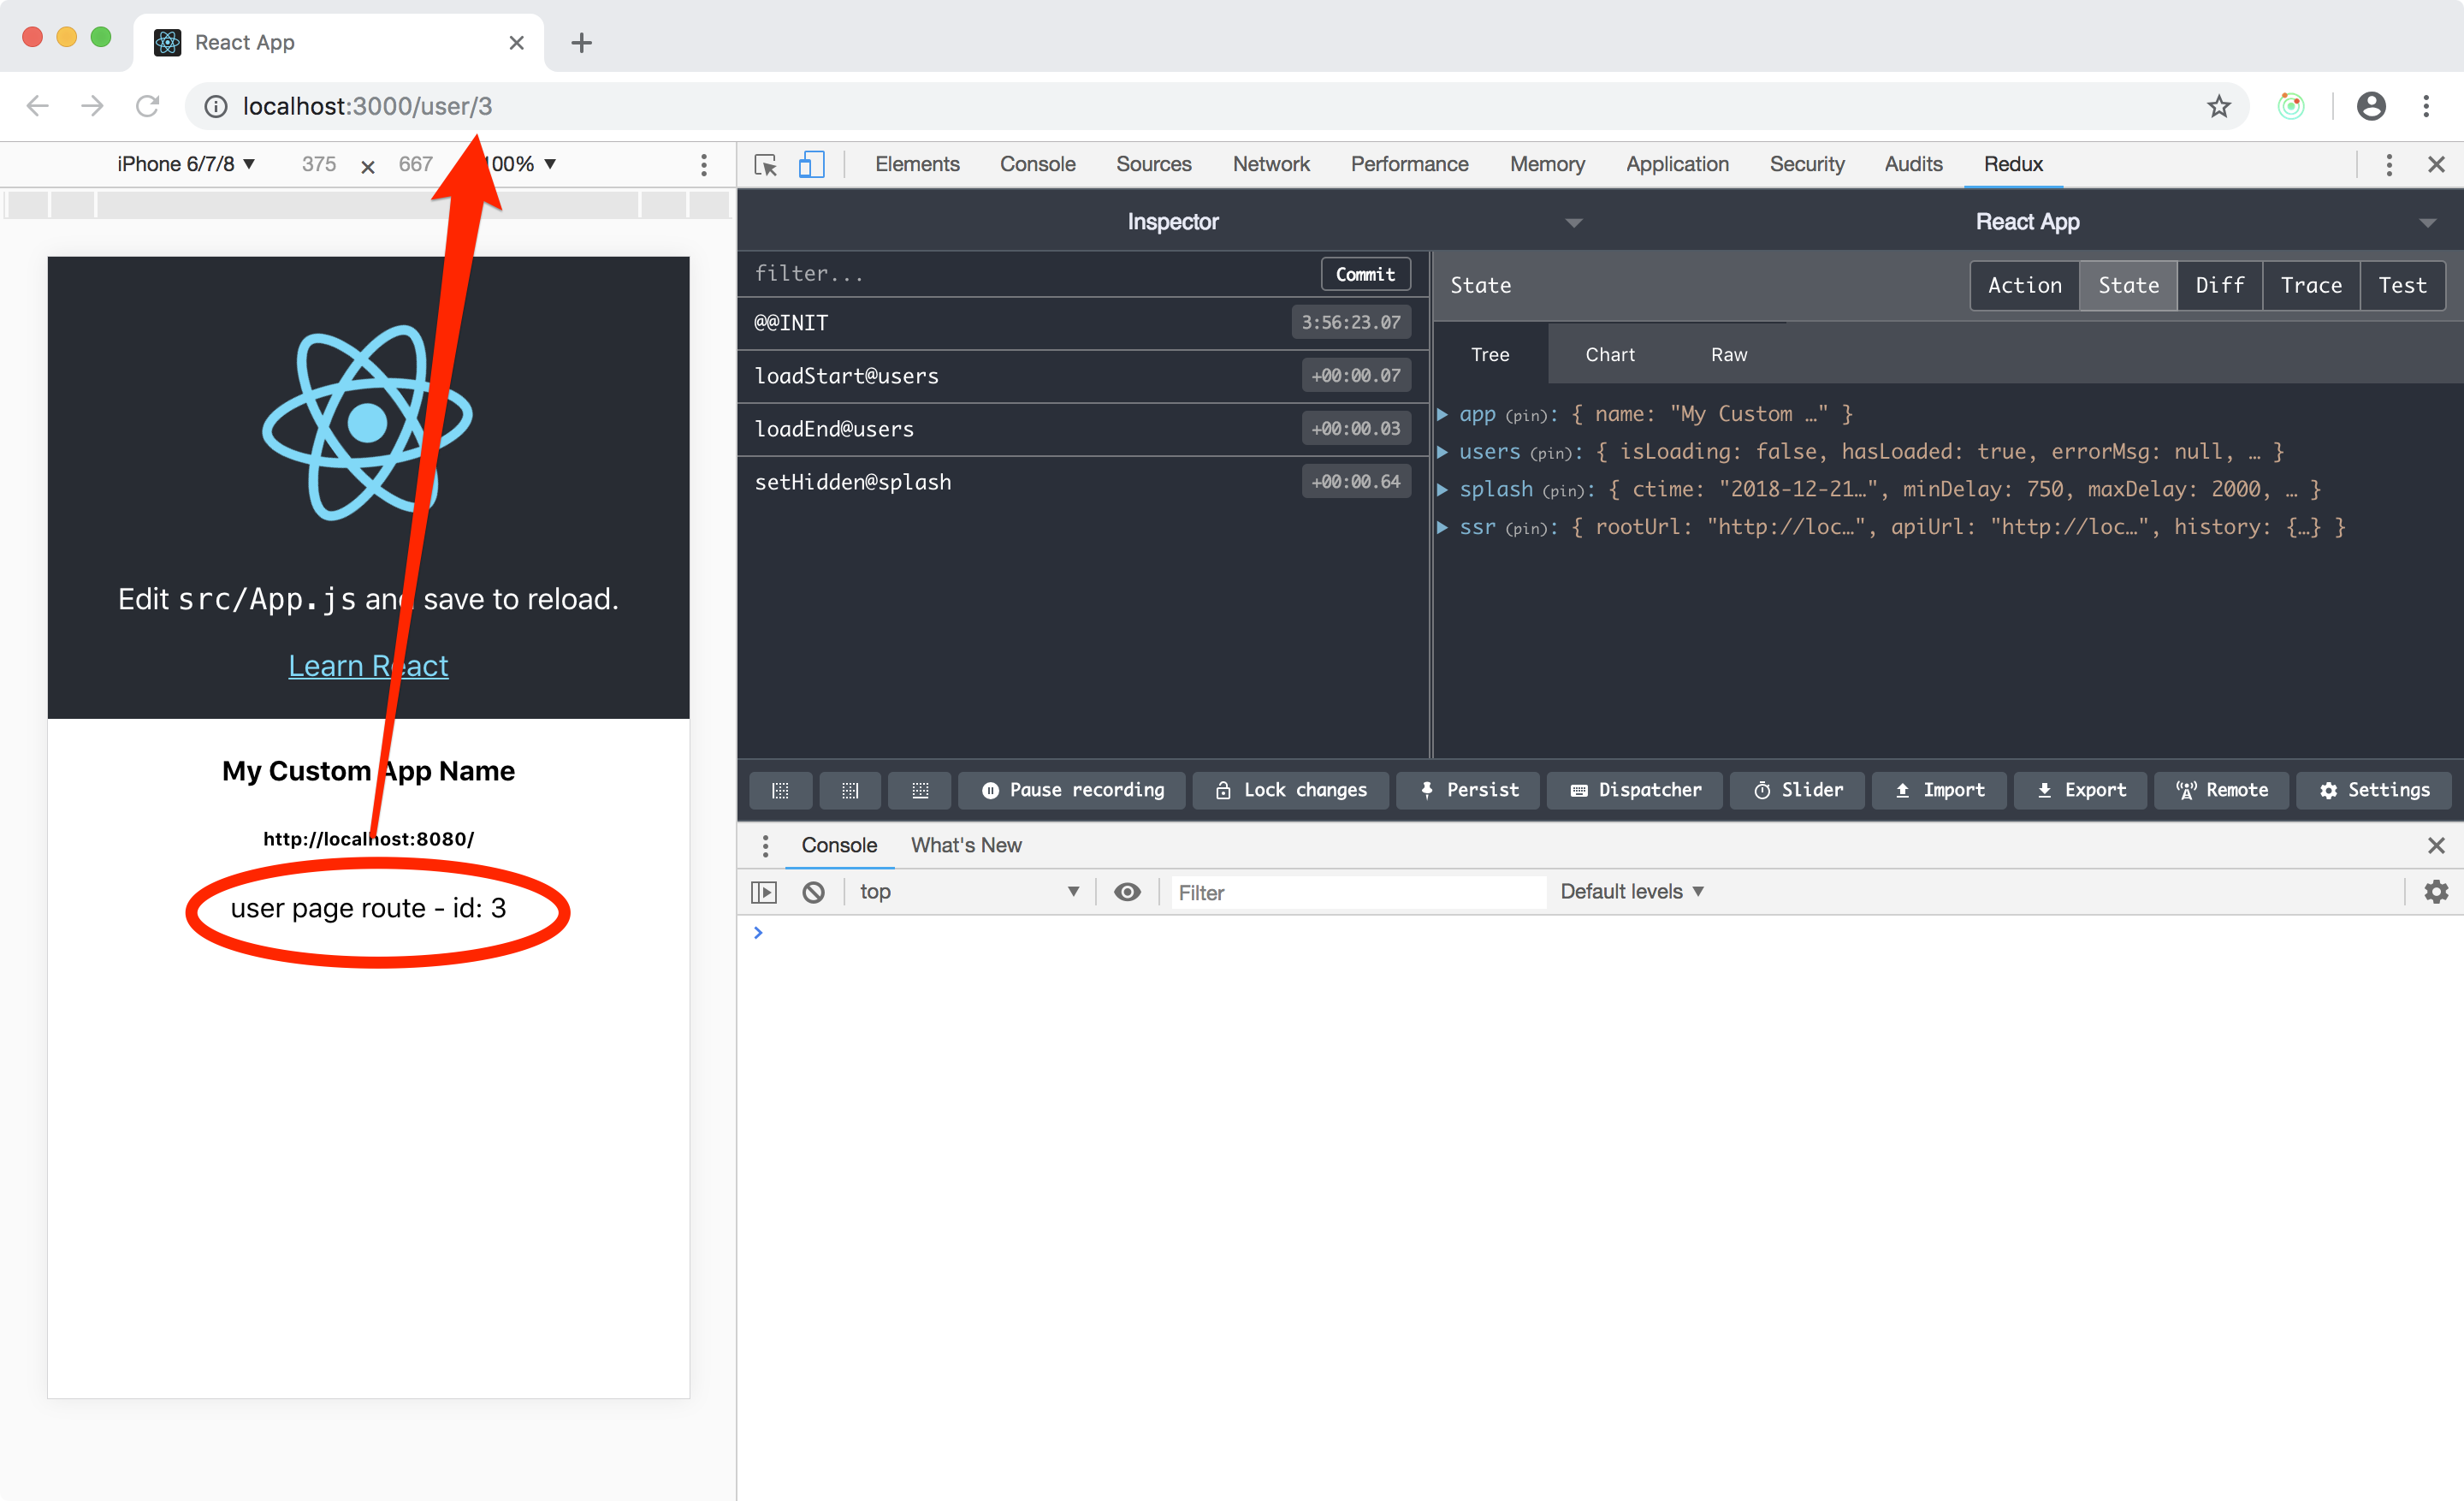 React App
localhost:3000/user/3
iPhone 6/7/8 ▼ 375 × 667 100% ▼
Elements Console Sources Network Performance Memory Application Security Audits Redux
Inspector
React App
filter... Commit
@@INIT 3:56:23.07
loadStart@users +00:00.07
loadEnd@users +00:00.03
setHidden@splash +00:00.64
State Action State Diff Trace Test
Tree Chart Raw
app (pin): { name: "My Custom …" }
users (pin): { isLoading: false, hasLoaded: true, errorMsg: null, … }
splash (pin): { ctime: "2018-12-21…", minDelay: 750, maxDelay: 2000, … }
ssr (pin): { rootUrl: "http://loc…", apiUrl: "http://loc…", history: {…} }
Pause recording Lock changes Persist Dispatcher Slider Import Export Remote Settings
Console What's New
top ▼ Filter Default levels ▼
Edit src/App.js and save to reload.
Learn React
My Custom App Name
http://localhost:8080/
user page route - id: 3